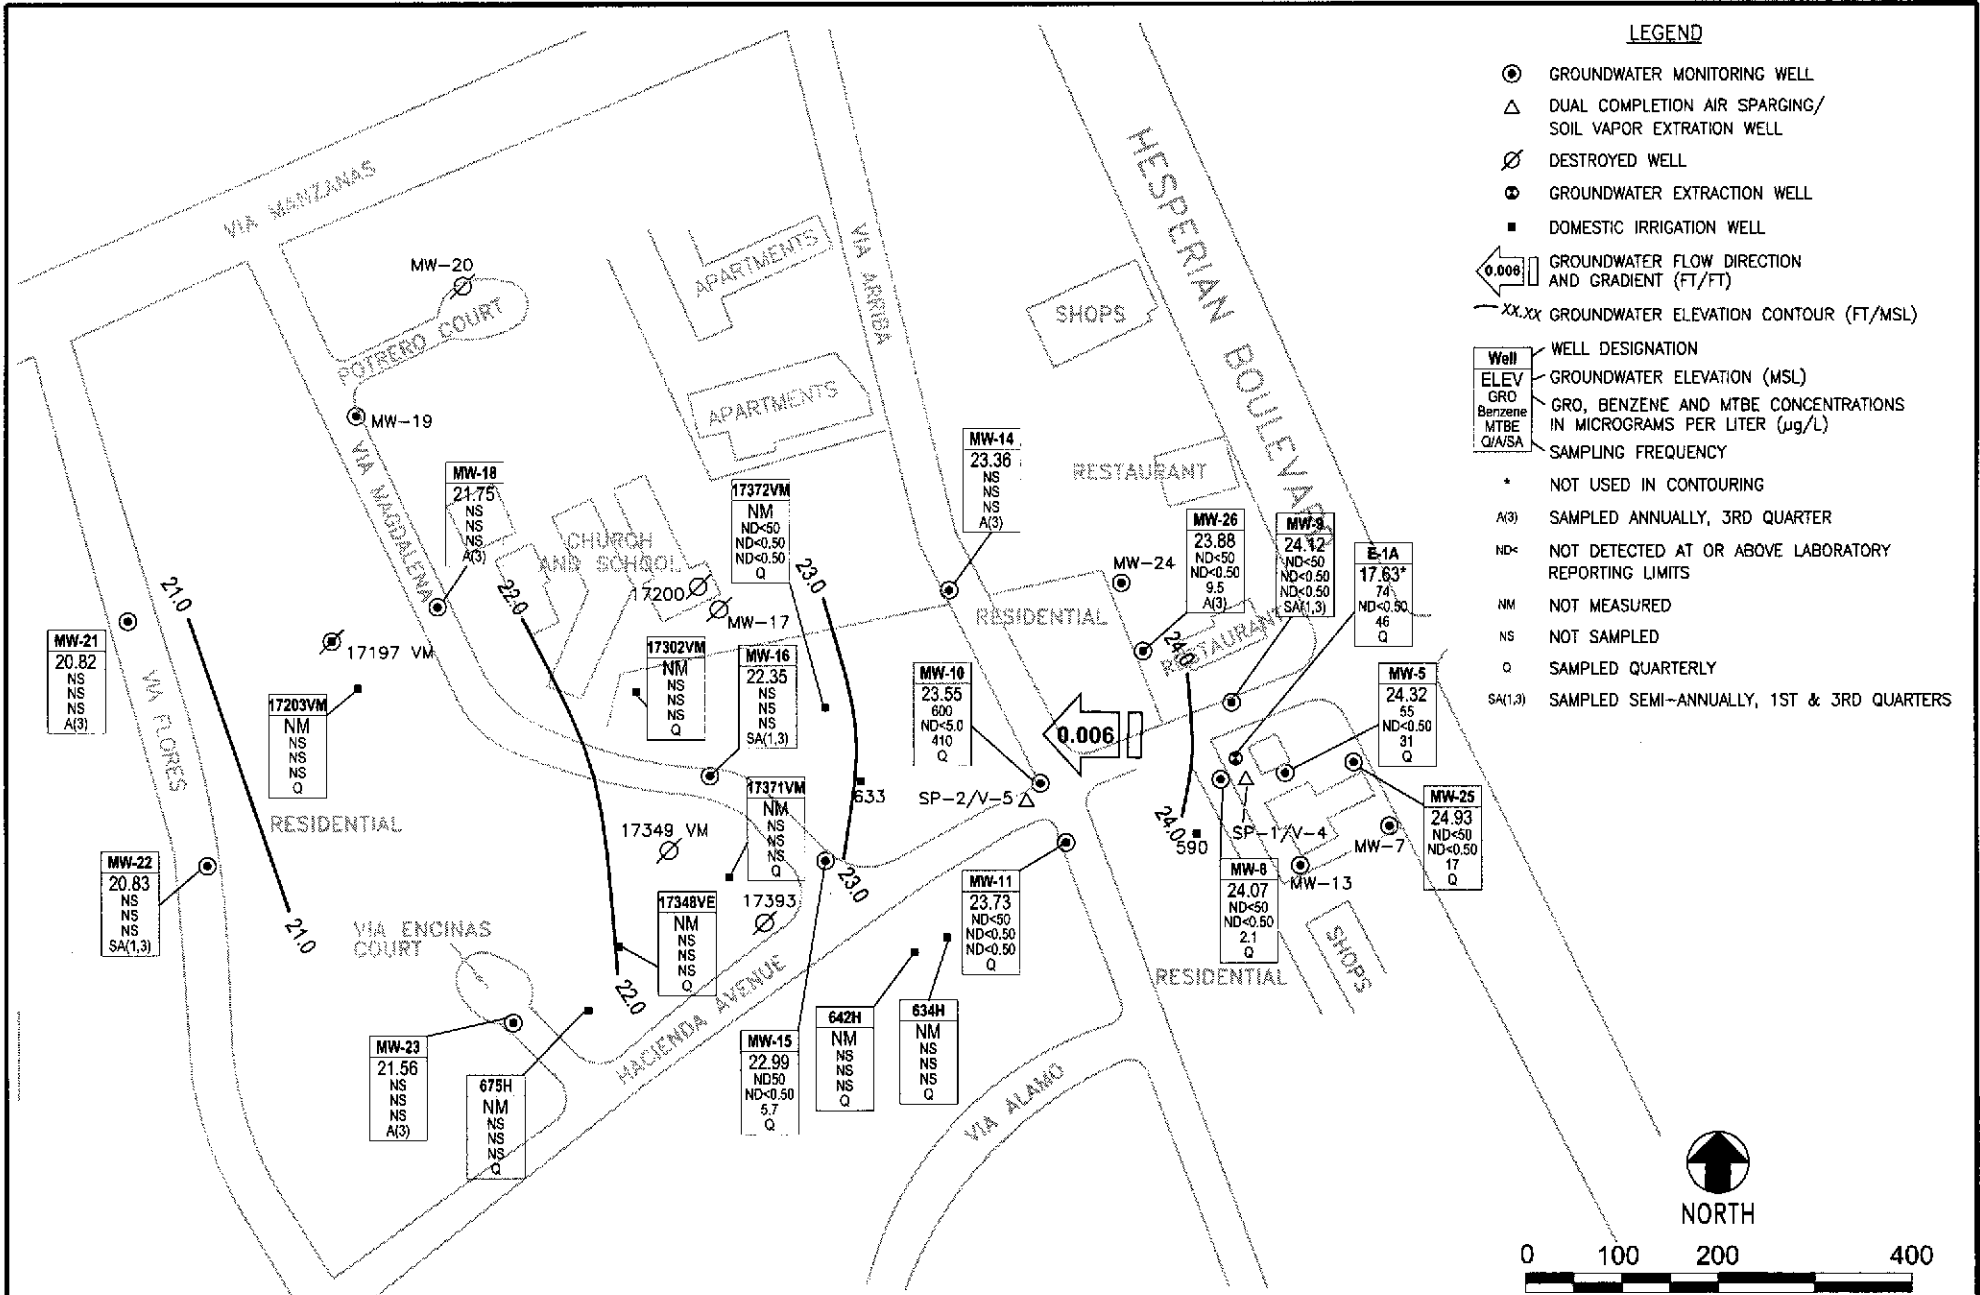 LEGEND
GROUNDWATER MONITORING WELL
DUAL COMPLETION AIR SPARGING/
SOIL VAPOR EXTRATION WELL
DESTROYED WELL
GROUNDWATER EXTRACTION WELL
DOMESTIC IRRIGATION WELL
0.006
GROUNDWATER FLOW DIRECTION
AND GRADIENT (FT/FT)
XX.XX GROUNDWATER ELEVATION CONTOUR (FT/MSL)
Well
ELEV
GRO
Benzene
MTBE
Q/A/SA
WELL DESIGNATION
GROUNDWATER ELEVATION (MSL)
GRO, BENZENE AND MTBE CONCENTRATIONS
IN MICROGRAMS PER LITER (µg/L)
SAMPLING FREQUENCY
* NOT USED IN CONTOURING
A(3) SAMPLED ANNUALLY, 3RD QUARTER
ND< NOT DETECTED AT OR ABOVE LABORATORY
REPORTING LIMITS
NM NOT MEASURED
NS NOT SAMPLED
Q SAMPLED QUARTERLY
SA(1,3) SAMPLED SEMI-ANNUALLY, 1ST & 3RD QUARTERS
VIA MANZANAS
MW-20
POTRERO COURT
MW-19
VIA MAGDALENA
APARTMENTS
APARTMENTS
VIA ARRIBA
HESPERIAN BOULEVARD
SHOPS
RESTAURANT
MW-18
21.75
NS
NS
NS
A(3)
CHURCH
AND SCHOOL
17200
MW-17
17372VM
NM
ND<50
ND<0.50
ND<0.50
Q
23.0
MW-14
23.36
NS
NS
NS
A(3)
RESIDENTIAL
MW-24
MW-26
23.88
ND<50
ND<0.50
9.5
A(3)
MW-9
24.12
ND<50
ND<0.50
ND<0.50
SA(1,3)
E-1A
17.63*
74
ND<0.50
46
Q
RESTAURANT
24.0
21.0
22.0
MW-21
20.82
NS
NS
NS
A(3)
VIA FLORES
17197 VM
17203VM
NM
NS
NS
NS
Q
RESIDENTIAL
17302VM
NM
NS
NS
NS
Q
MW-16
22.35
NS
NS
NS
SA(1,3)
MW-10
23.55
600
ND<5.0
410
Q
0.006
MW-5
24.32
55
ND<0.50
31
Q
633
SP-2/V-5
17371VM
NM
NS
NS
NS
Q
17349 VM
24.0
590
SP-1/V-4
MW-25
24.93
ND<50
ND<0.50
17
Q
MW-7
MW-13
MW-8
24.07
ND<50
ND<0.50
2.1
Q
MW-22
20.83
NS
NS
NS
SA(1,3)
21.0
VIA ENCINAS
COURT
17348VE
NM
NS
NS
NS
Q
17393
23.0
MW-11
23.73
ND<50
ND<0.50
ND<0.50
Q
22.0
HACIENDA AVENUE
RESIDENTIAL
SHOPS
MW-23
21.56
NS
NS
NS
A(3)
675H
NM
NS
NS
NS
Q
MW-15
22.99
ND50
ND<0.50
5.7
Q
642H
NM
NS
NS
NS
Q
634H
NM
NS
NS
NS
Q
VIA ALAMO
NORTH
0 100 200 400